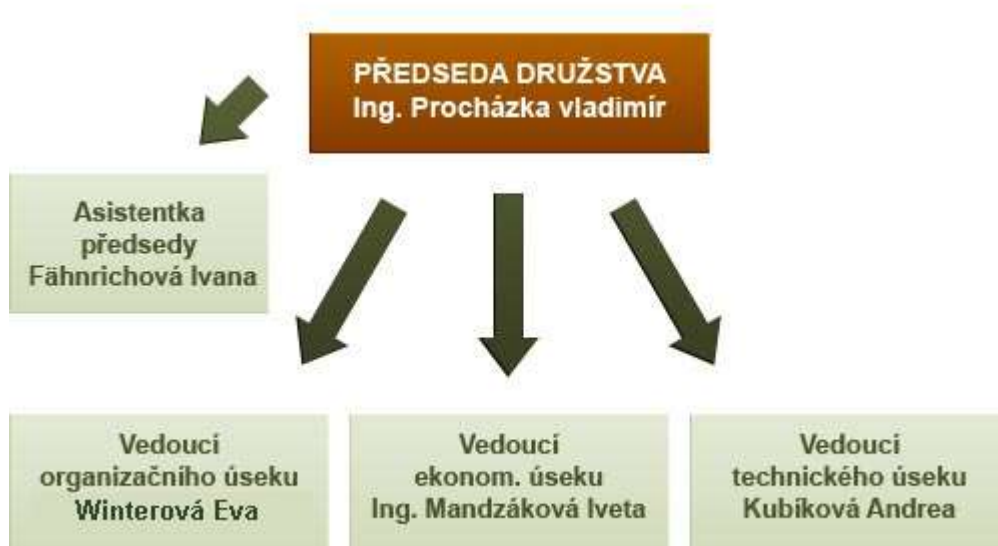 PŘEDSEDA DRUŽSTVA
Ing. Procházka vladimír
Asistentka
předsedy
Fähnrichová Ivana
Vedoucí
organizačního úseku
Winterová Eva
Vedoucí
ekonom. úseku
Ing. Mandzáková Iveta
Vedoucí
technického úseku
Kubíková Andrea